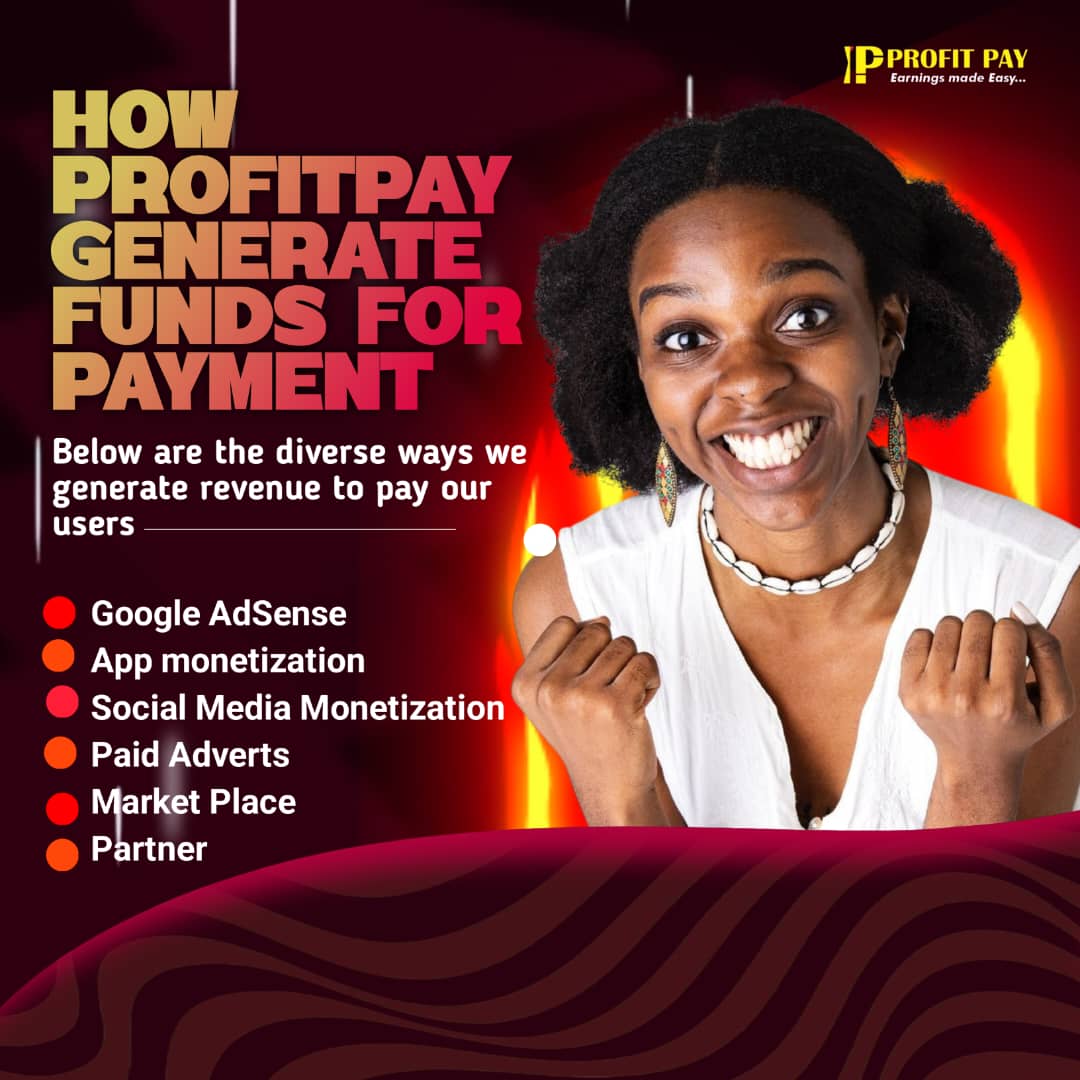 PROFIT PAY
Earnings made Easy...
HOW
PROFITPAY
GENERATE
FUNDS FOR
PAYMENT
Below are the diverse ways we
generate revenue to pay our
users
Google AdSense
App monetization
Social Media Monetization
Paid Adverts
Market Place
Partner